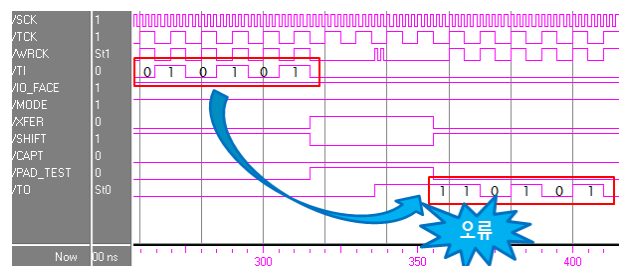 /SCK 1
/TCK 1
/WRCK St1
/TI 0 0 1 0 1 0 1
/IO_FACE 1
/MODE 1
/XFER 0
/SHIFT 1
/CAPT 0
/PAD_TEST 0
/TO St0 1 1 0 1 0 1
오류
Now 00 ns 300 400